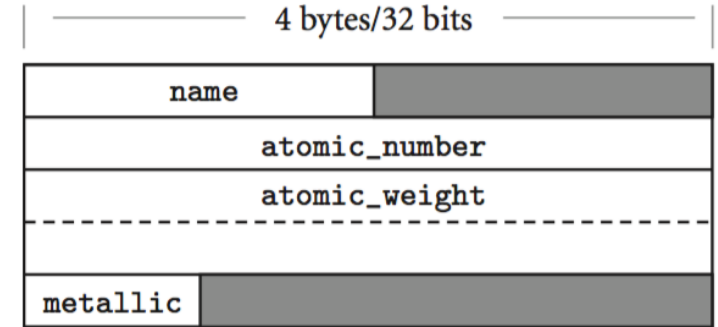 4 bytes/32 bits
name
atomic_number
atomic_weight
metallic